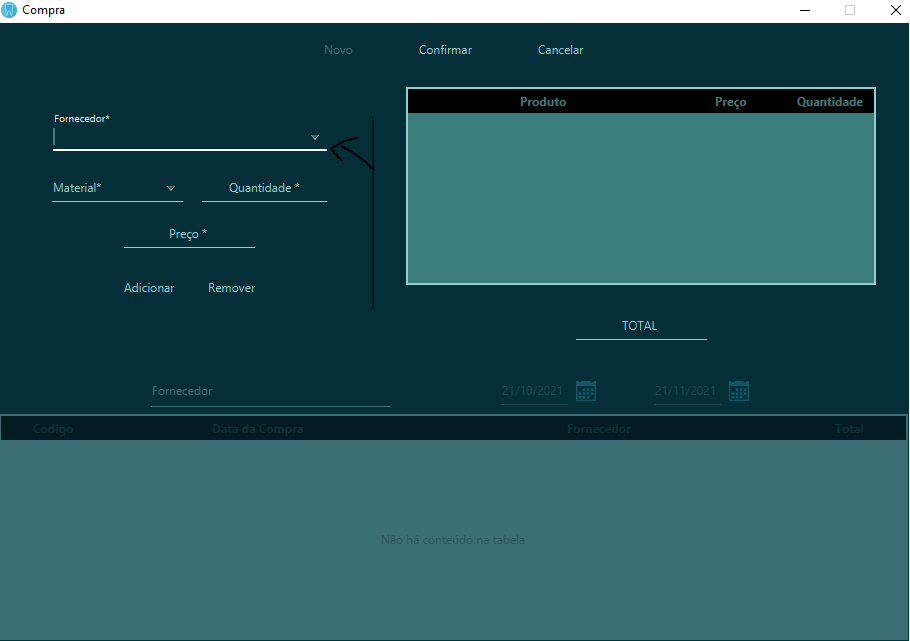 Compra
Novo Confirmar Cancelar
Produto Preço Quantidade
Fornecedor*
Material* Quantidade *
Preço *
Adicionar Remover
TOTAL
Fornecedor 21/10/2021 21/11/2021
Codigo Data da Compra Fornecedor Total
Não há conteúdo na tabela